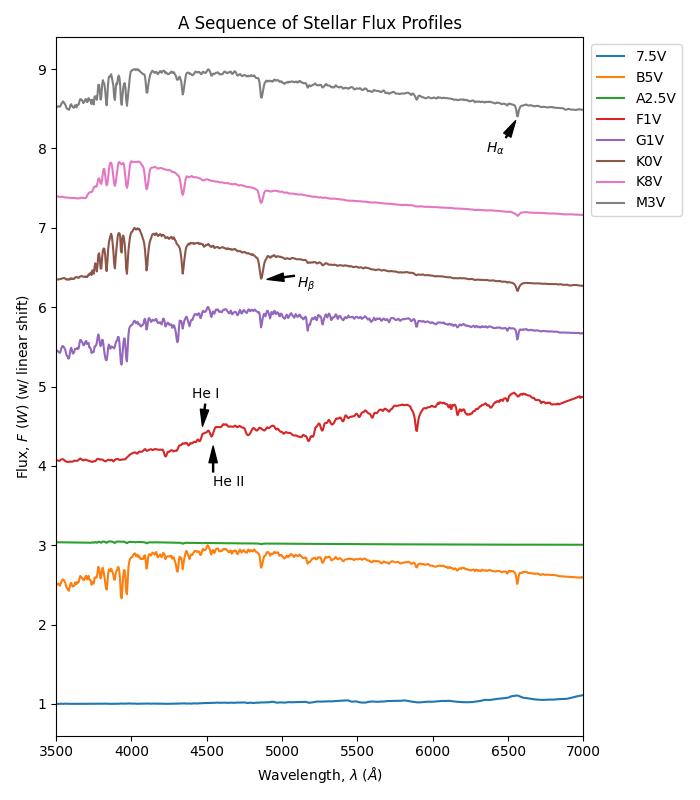 A Sequence of Stellar Flux Profiles
7.5V
B5V
A2.5V
F1V
G1V
K0V
K8V
M3V
9
8
7
6
5
4
3
2
1
Hα
Hβ
He I
He II
Flux, F (W) (w/ linear shift)
3500 4000 4500 5000 5500 6000 6500 7000
Wavelength, λ (Å)